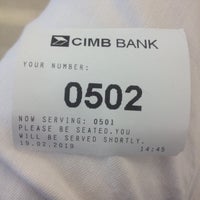 CIMB BANK
YOUR NUMBER:
0502
NOW SERVING: 0501
PLEASE BE SEATED.YOU
WILL BE SERVED SHORTLY.
19.02.2019 14:45